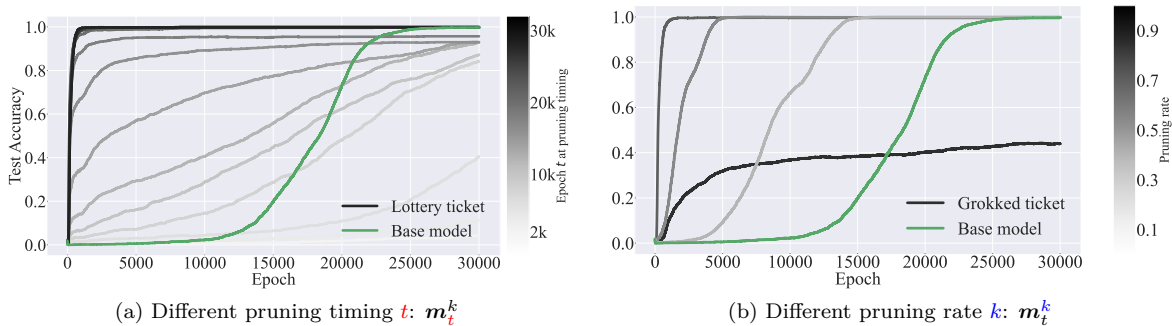 1.0
0.8
0.6
0.4
0.2
0.0
Test Accuracy
0 5000 10000 15000 20000 25000 30000
Epoch
Lottery ticket
Base model
30k
20k
10k
2k
Epoch t at pruning timing
(a) Different pruning timing t: m_t^k
1.0
0.8
0.6
0.4
0.2
0.0
0 5000 10000 15000 20000 25000 30000
Epoch
Grokked ticket
Base model
0.9
0.7
0.5
0.3
0.1
Pruning rate
(b) Different pruning rate k: m_t^k